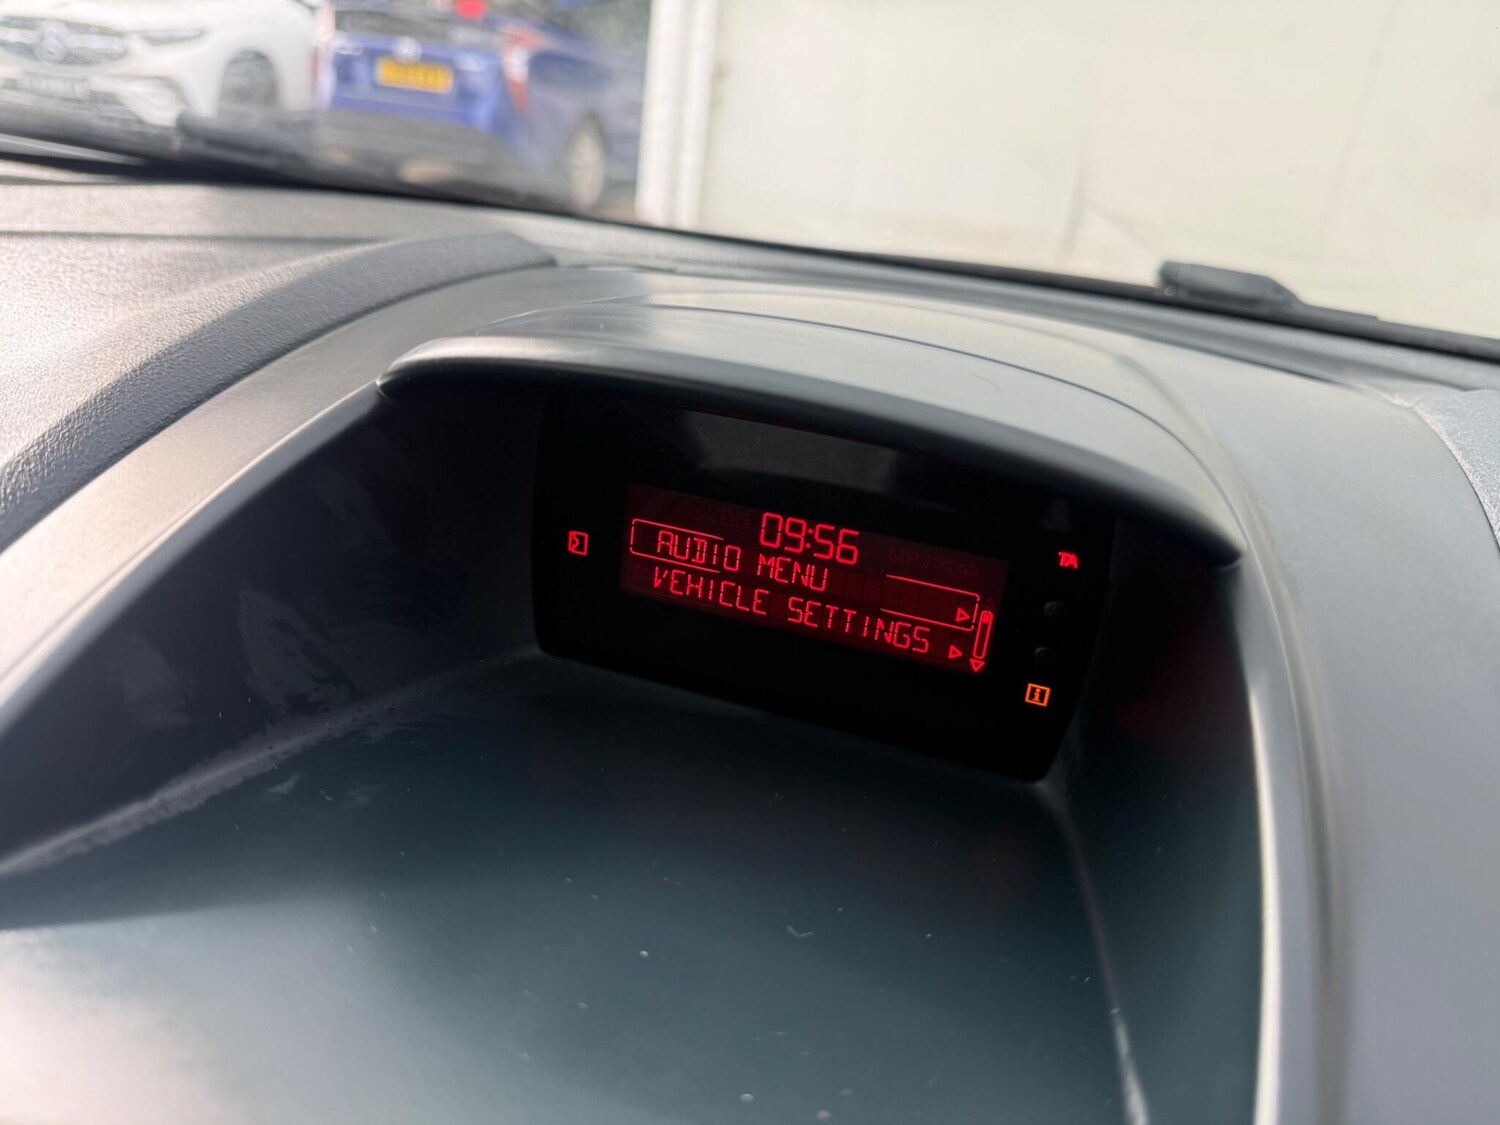 09:56
AUDIO MENU
VEHICLE SETTINGS
TA
i